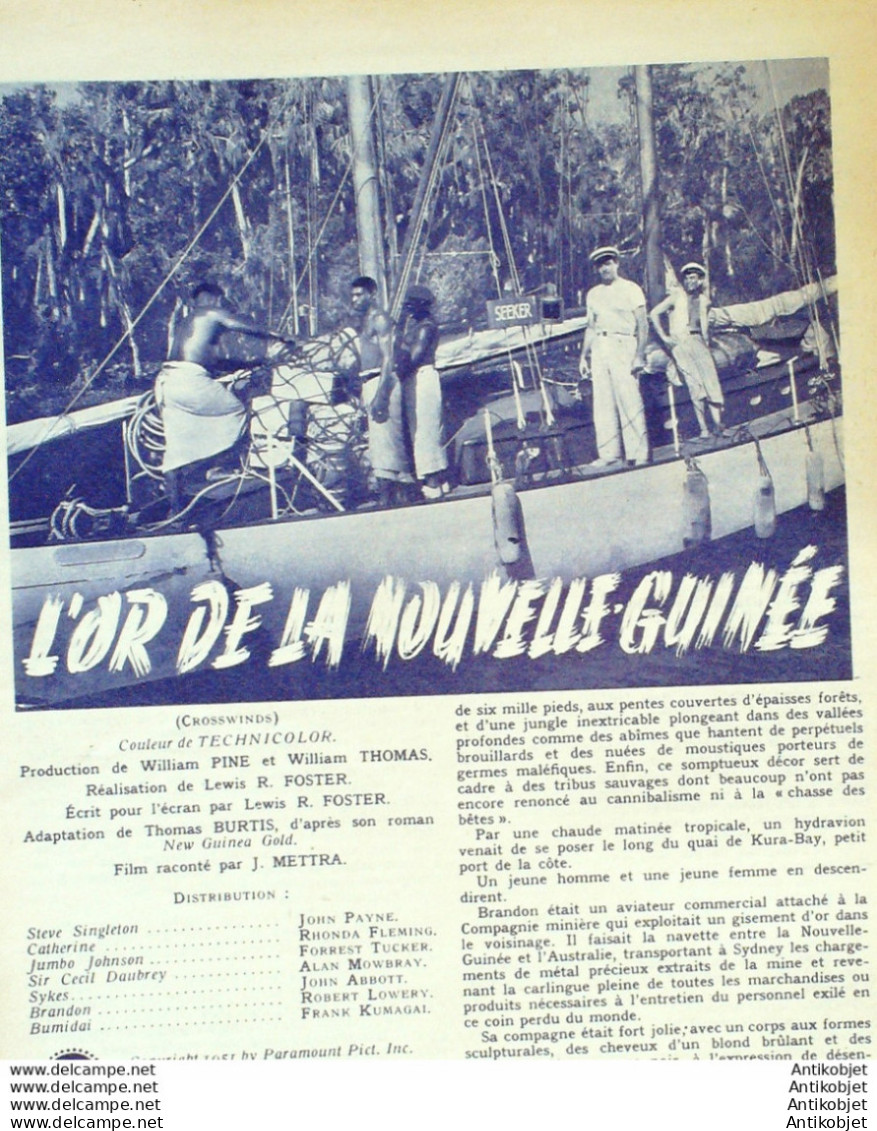 SEEKER
L'OR DE LA NOUVELLE-GUINÉE
(CROSSWINDS)
Couleur de TECHNICOLOR.
Production de William PINE et William THOMAS.
Réalisation de Lewis R. FOSTER.
Écrit pour l'écran par Lewis R. FOSTER.
Adaptation de Thomas BURTIS, d'après son roman
New Guinea Gold.
Film raconté par J. METTRA.
DISTRIBUTION :
Steve Singleton ................ JOHN PAYNE.
Catherine ................ RHONDA FLEMING.
Jumbo Johnson ................ FORREST TUCKER.
Sir Cecil Daubrey ................ ALAN MOWBRAY.
Sykes ................ JOHN ABBOTT.
Brandon ................ ROBERT LOWERY.
Bumidai ................ FRANK KUMAGAI.
Copyright 1951 by Paramount Pict. Inc.
de six mille pieds, aux pentes couvertes d'épaisses forêts,
et d'une jungle inextricable plongeant dans des vallées
profondes comme des abîmes que hantent de perpétuels
brouillards et des nuées de moustiques porteurs de
germes maléfiques. Enfin, ce somptueux décor sert de
cadre à des tribus sauvages dont beaucoup n'ont pas
encore renoncé au cannibalisme ni à la « chasse des
bêtes ».
Par une chaude matinée tropicale, un hydravion
venait de se poser le long du quai de Kura-Bay, petit
port de la côte.
Un jeune homme et une jeune femme en descen-
dirent.
Brandon était un aviateur commercial attaché à la
Compagnie minière qui exploitait un gisement d'or dans
le voisinage. Il faisait la navette entre la Nouvelle-
Guinée et l'Australie, transportant à Sydney les charge-
ments de métal précieux extraits de la mine et reve-
nant la carlingue pleine de toutes les marchandises ou
produits nécessaires à l'entretien du personnel exilé en
ce coin perdu du monde.
Sa compagne était fort jolie, avec un corps aux formes
sculpturales, des cheveux d'un blond brûlant et des
à l'expression de désen-
www.delcampe.net
www.delcampe.net
www.delcampe.net
www.delcampe.net
Antikobjet
Antikobjet
Antikobjet
Antikobjet